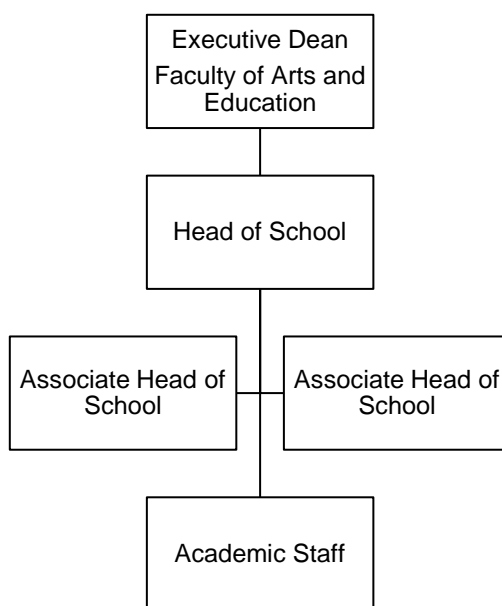 Executive Dean
Faculty of Arts and
Education
Head of School
Associate Head of
School
Associate Head of
School
Academic Staff